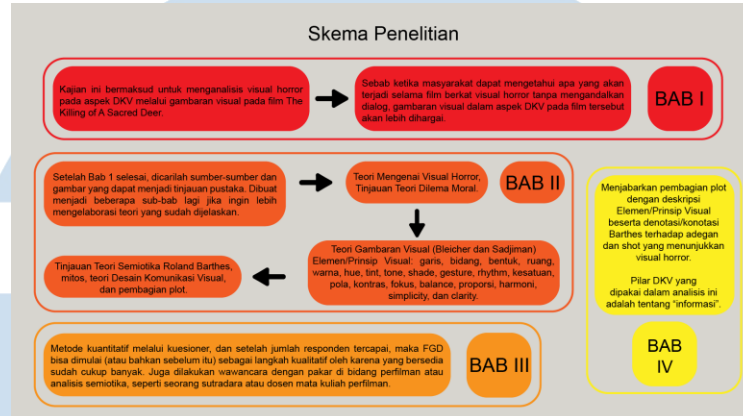 Skema Penelitian
Kajian ini bermaksud untuk menganalisis visual horror
pada aspek DKV melalui gambaran visual pada film The
Killing of A Sacred Deer.
Sebab ketika masyarakat dapat mengetahui apa yang akan
terjadi selama film berkat visual horror tanpa mengandalkan
dialog, gambaran visual dalam aspek DKV pada film tersebut
akan lebih dihargai.
BAB I
Setelah Bab 1 selesai, dicarilah sumber-sumber dan
gambar yang dapat menjadi tinjauan pustaka. Dibuat
menjadi beberapa sub-bab lagi jika ingin lebih
mengelaborasi teori yang sudah dijelaskan.
Teori Mengenai Visual Horror,
Tinjauan Teori Dilema Moral.
BAB II
Teori Gambaran Visual (Bleicher dan Sadjiman)
Elemen/Prinsip Visual: garis, bidang, bentuk, ruang,
warna, hue, tint, tone, shade, gesture, rhythm, kesatuan,
pola, kontras, fokus, balance, proporsi, harmoni,
simplicity, dan clarity.
Tinjauan Teori Semiotika Roland Barthes,
mitos, teori Desain Komunikasi Visual,
dan pembagian plot.
Metode kuantitatif melalui kuesioner, dan setelah jumlah responden tercapai, maka FGD
bisa dimulai (atau bahkan sebelum itu) sebagai langkah kualitatif oleh karena yang bersedia
sudah cukup banyak. Juga dilakukan wawancara dengan pakar di bidang perfilman atau
analisis semiotika, seperti seorang sutradara atau dosen mata kuliah perfilman.
BAB III
Menjabarkan pembagian plot
dengan deskripsi
Elemen/Prinsip Visual
beserta denotasi/konotasi
Barthes terhadap adegan
dan shot yang menunjukkan
visual horror.
Pilar DKV yang
dipakai dalam analisis ini
adalah tentang “informasi”.
BAB
IV